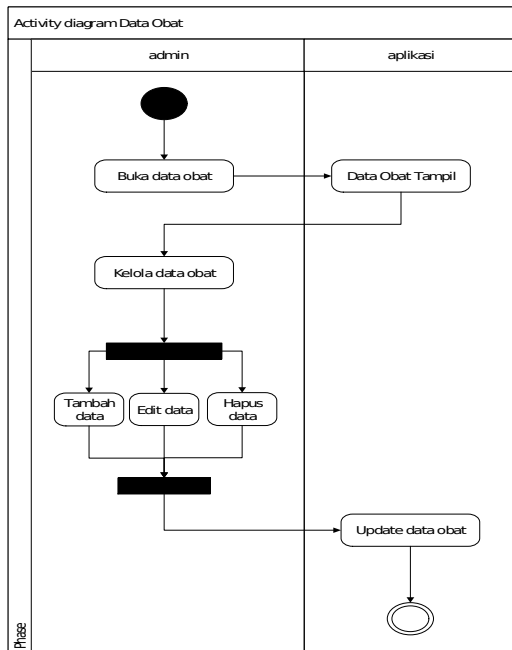 Activity diagram Data Obat
admin
aplikasi
Buka data obat
Data Obat Tampil
Kelola data obat
Tambah
data
Edit data
Hapus
data
Update data obat
Phase